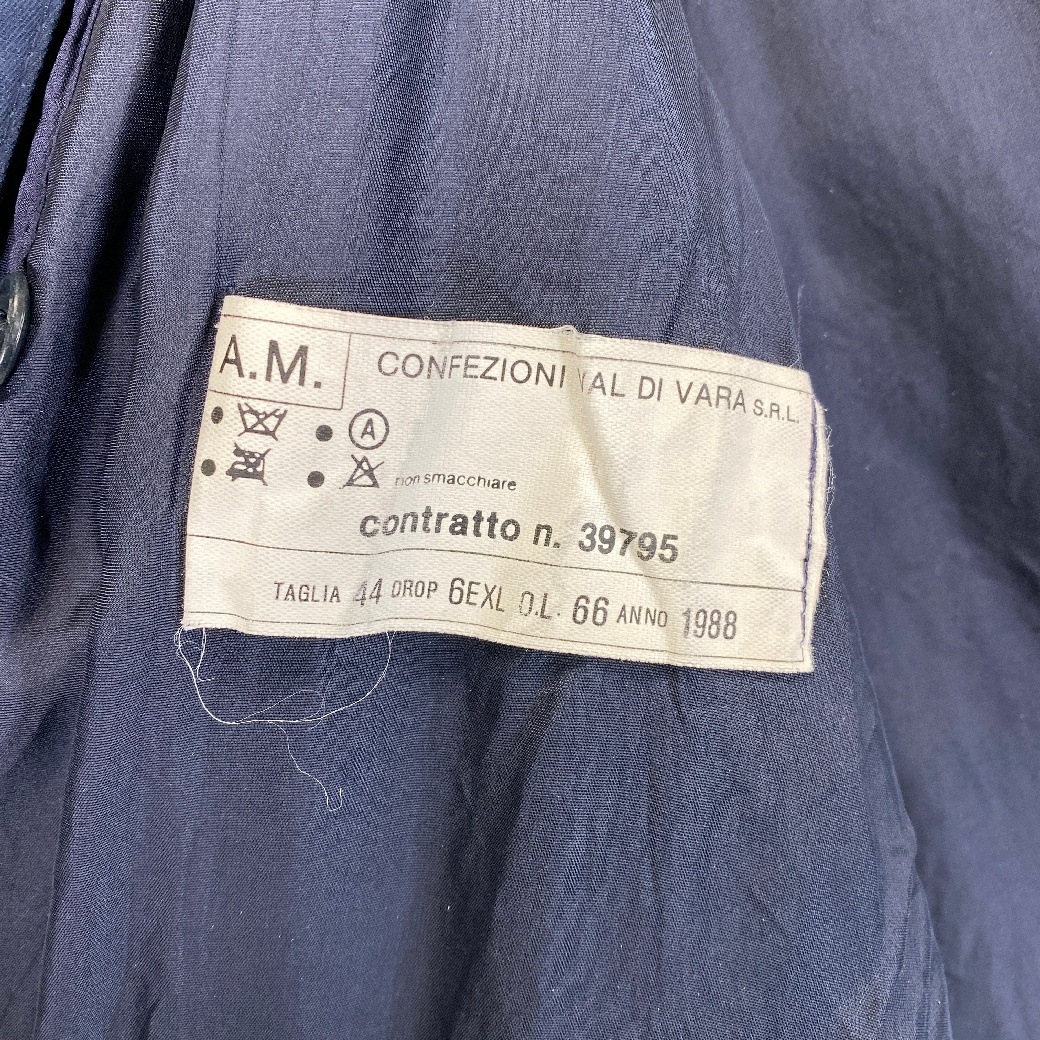 A.M.
CONFEZIONI VAL DI VARA S.R.L.
A
non smacchiare
contratto n. 39795
TAGLIA 44 DROP 6EXL O.L. 66 ANNO 1988